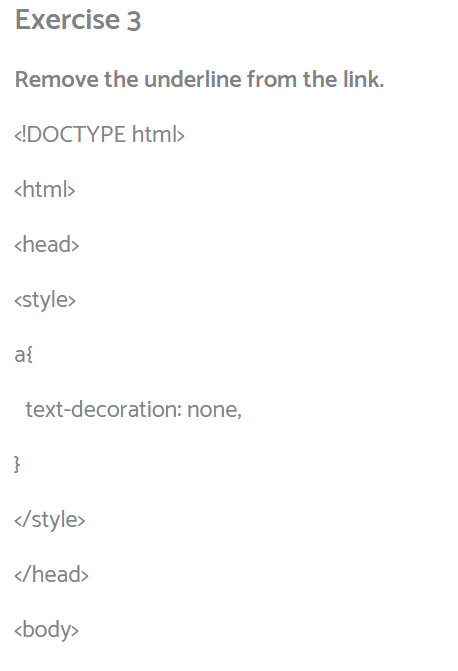 Exercise 3
Remove the underline from the link.
<!DOCTYPE html>
<html>
<head>
<style>
a{
  text-decoration: none,
}
</style>
</head>
<body>